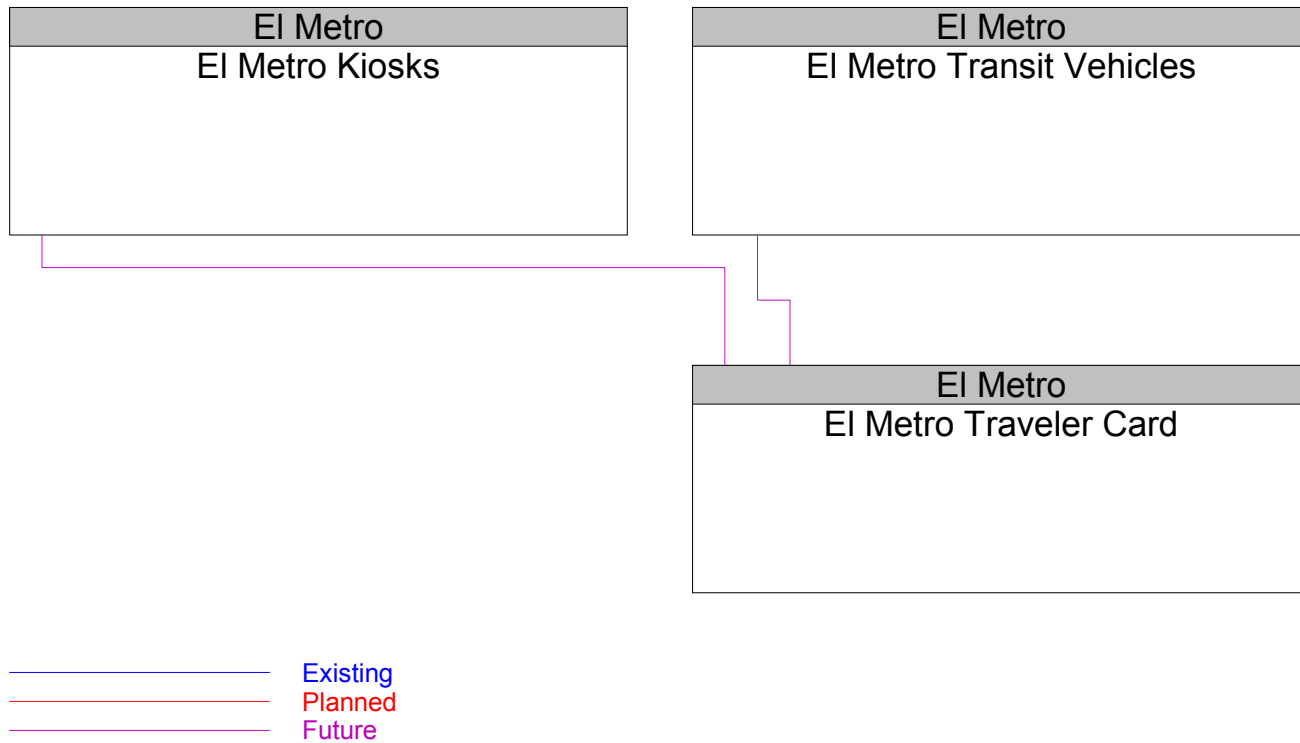 El Metro
El Metro Kiosks
El Metro
El Metro Transit Vehicles
El Metro
El Metro Traveler Card
Existing
Planned
Future